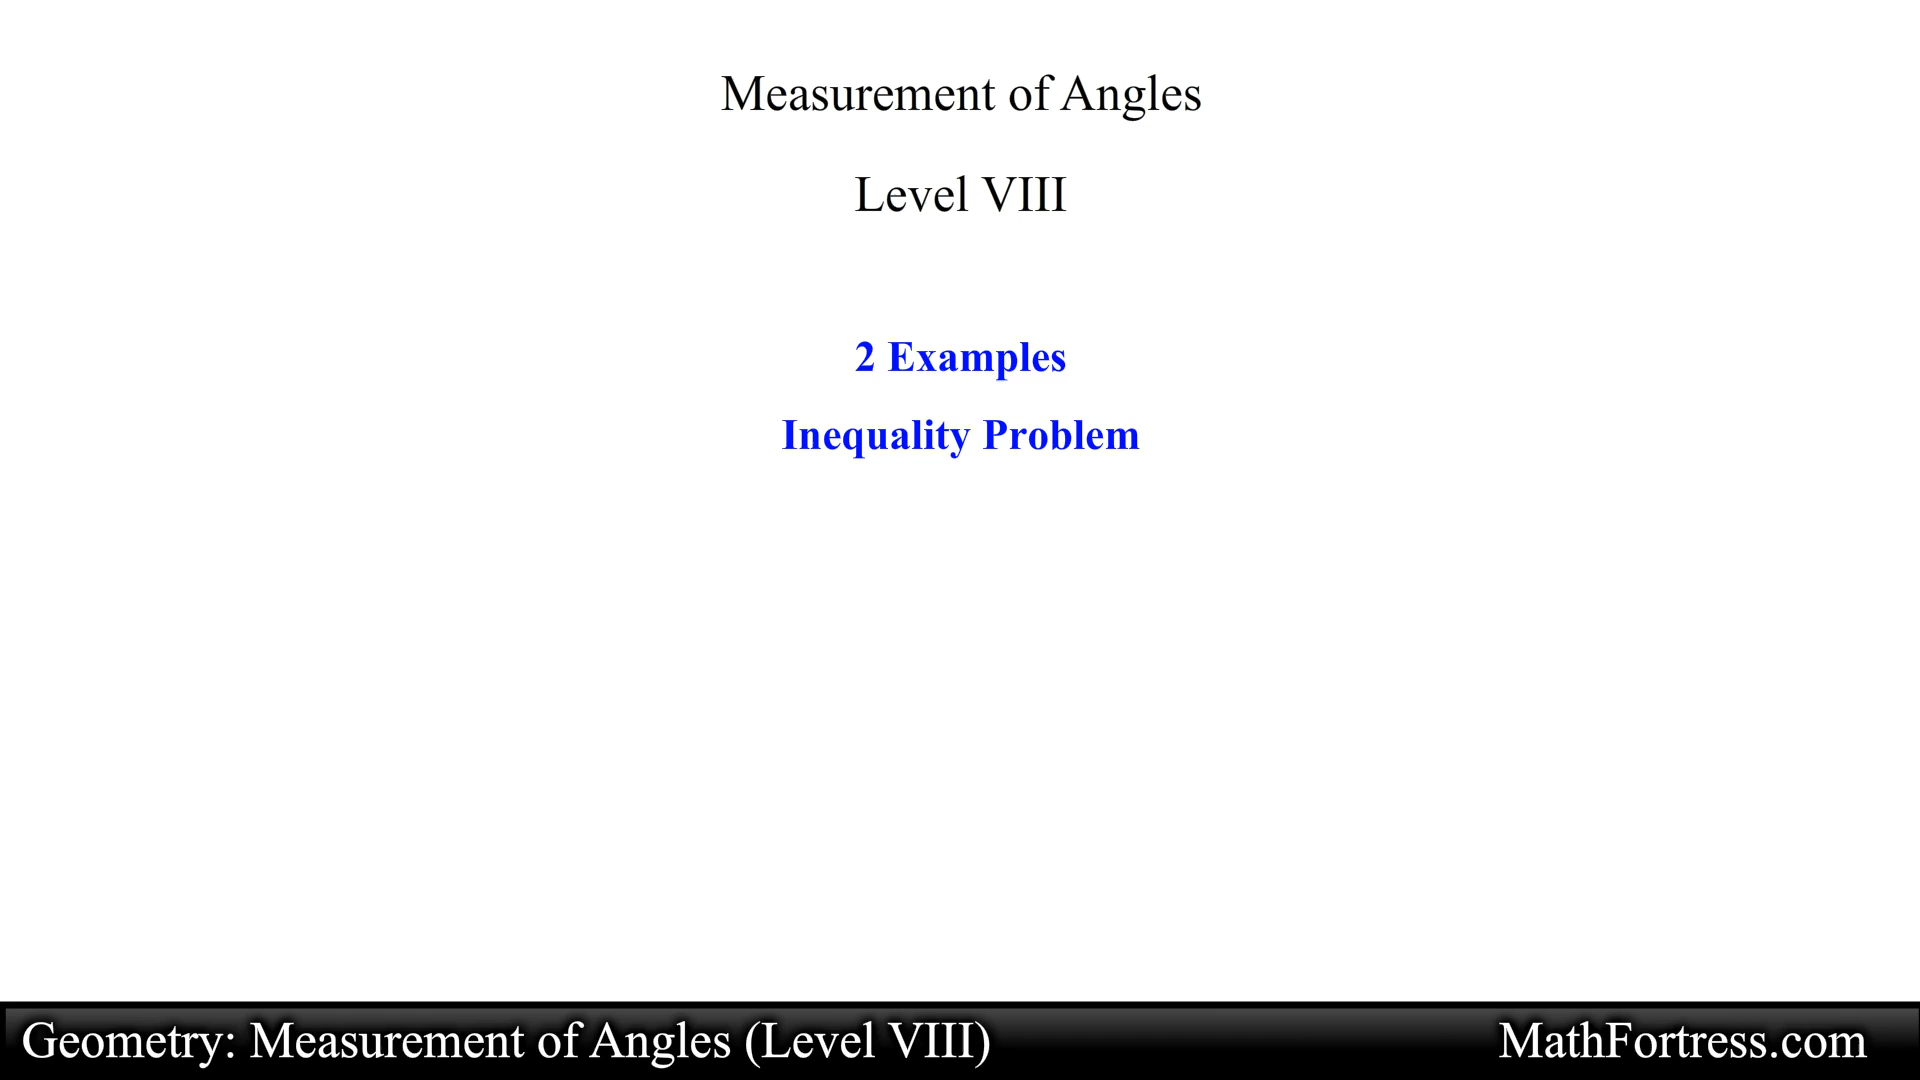 Measurement of Angles
Level VIII
2 Examples
Inequality Problem
Geometry: Measurement of Angles (Level VIII)
MathFortress.com